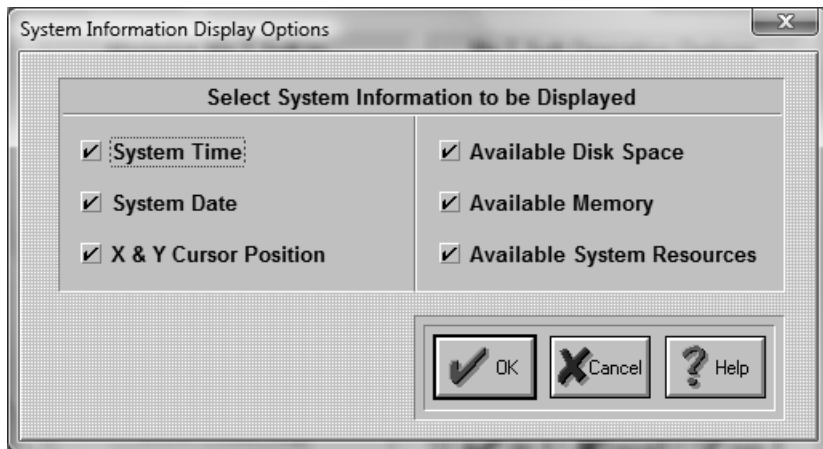 System Information Display Options
Select System Information to be Displayed
System Time
System Date
X & Y Cursor Position
Available Disk Space
Available Memory
Available System Resources
OK
Cancel
Help